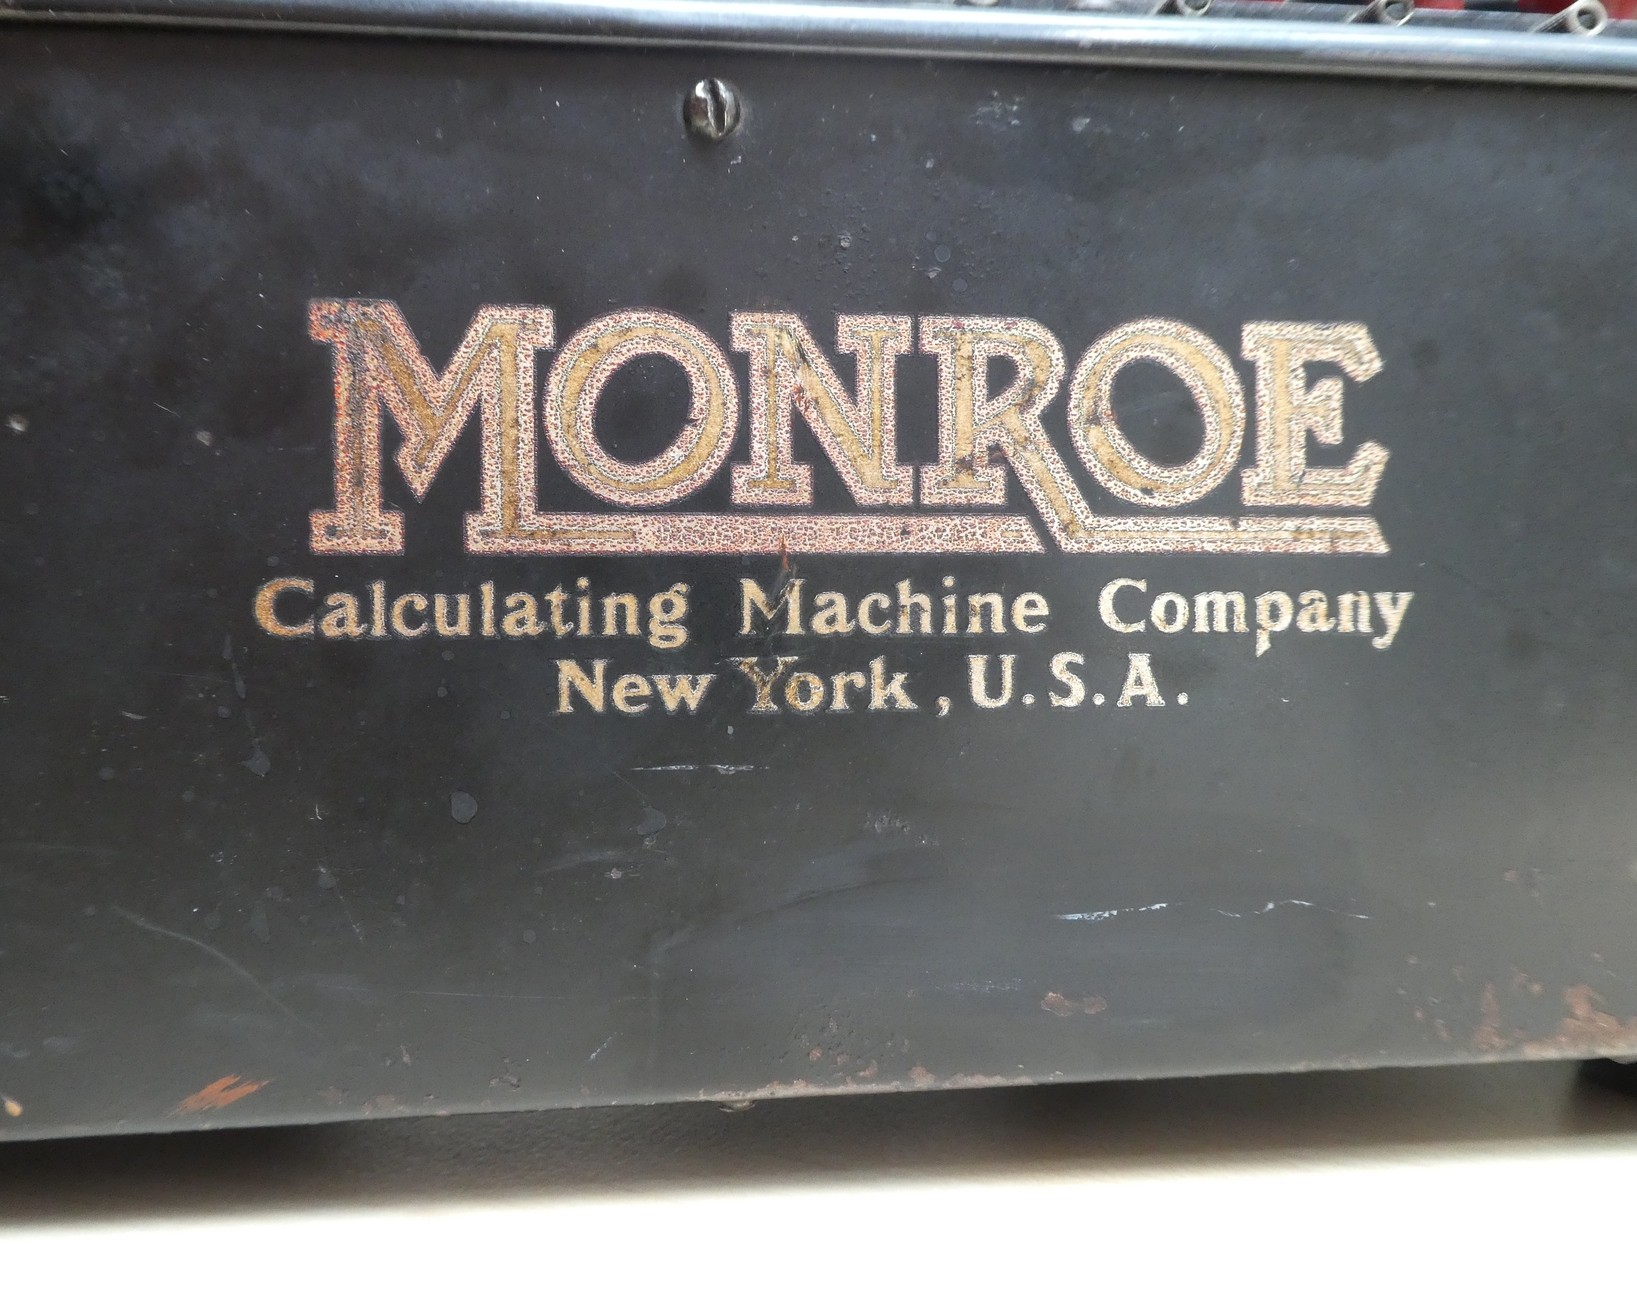 MONROE
Calculating Machine Company
New York, U.S.A.